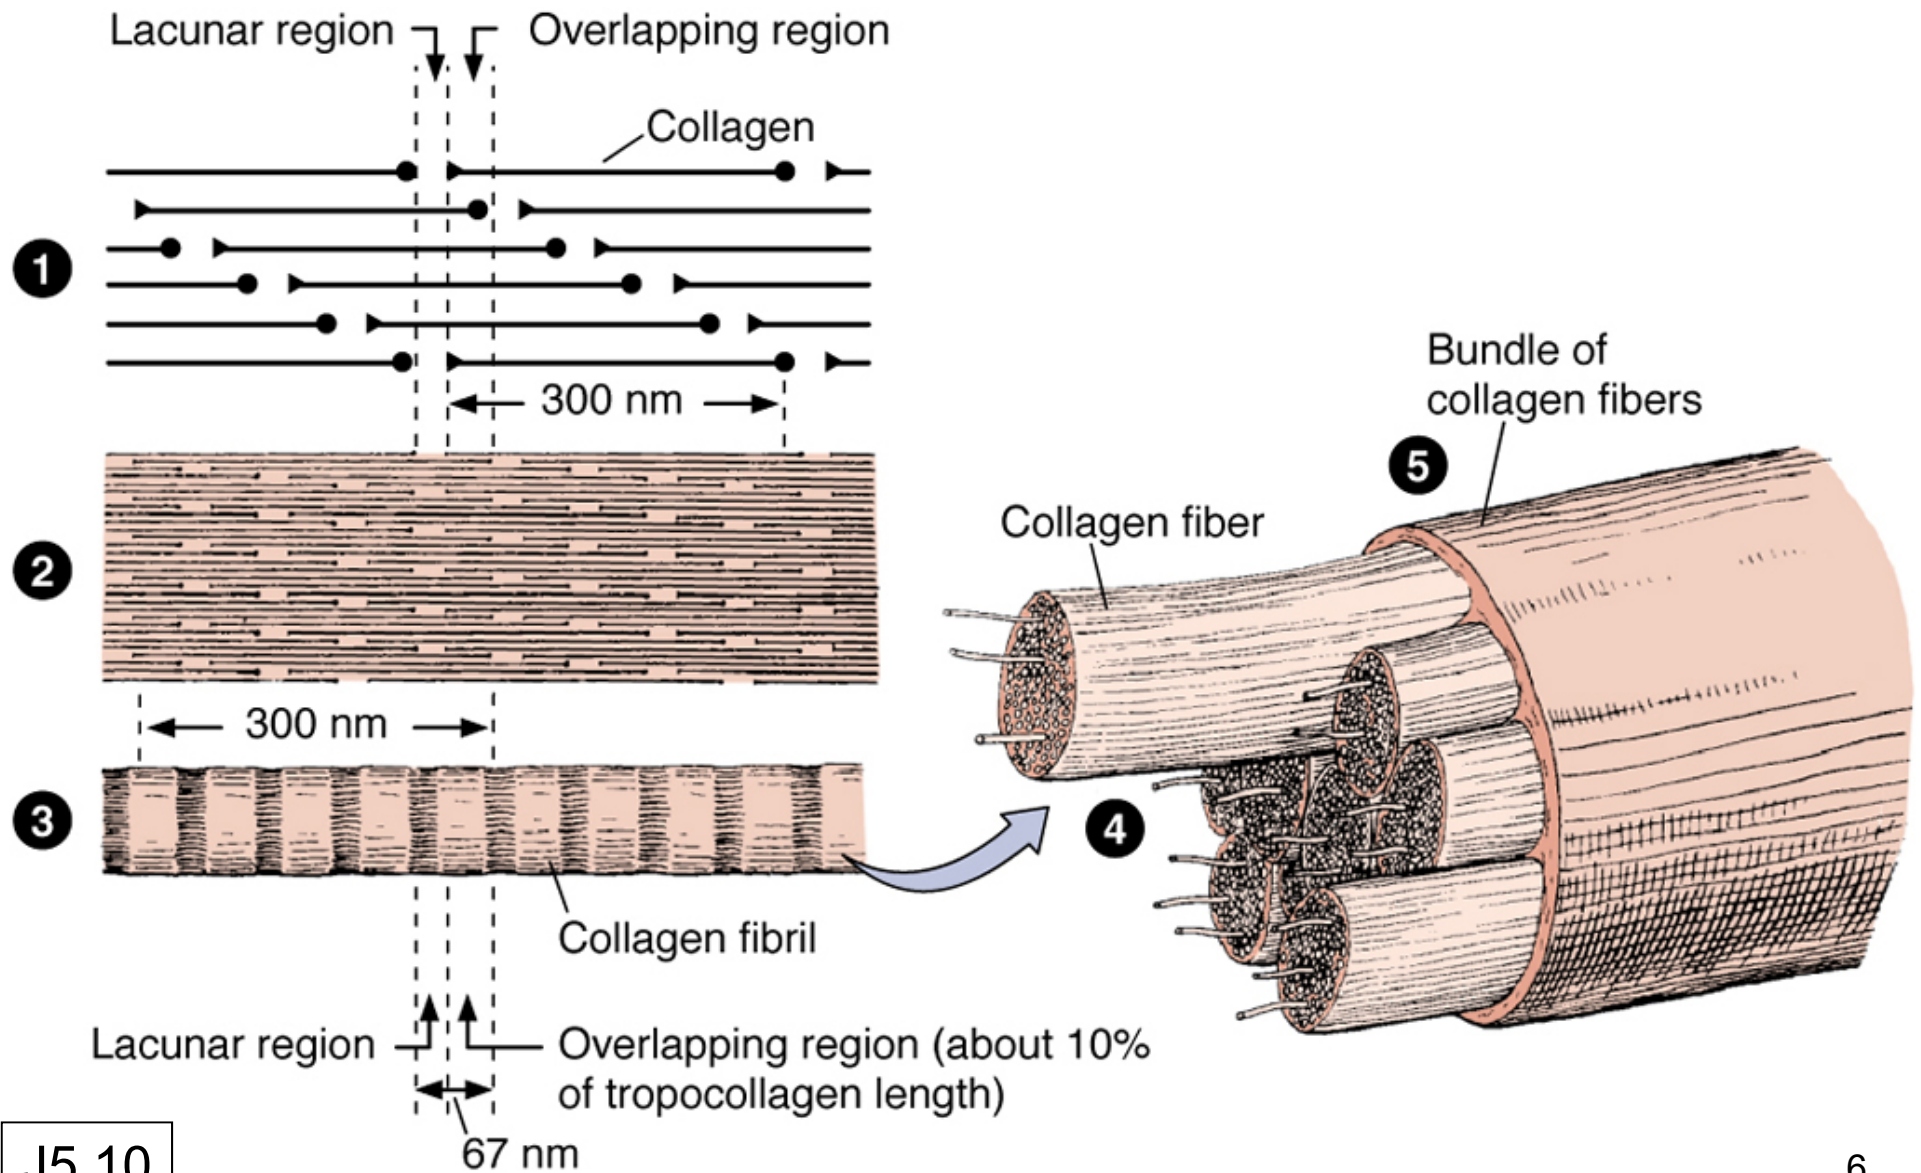 Lacunar region
Overlapping region
Collagen
1
300 nm
2
300 nm
3
Collagen fibril
Lacunar region
Overlapping region (about 10%
of tropocollagen length)
67 nm
Bundle of
collagen fibers
5
Collagen fiber
4
J5.10
6